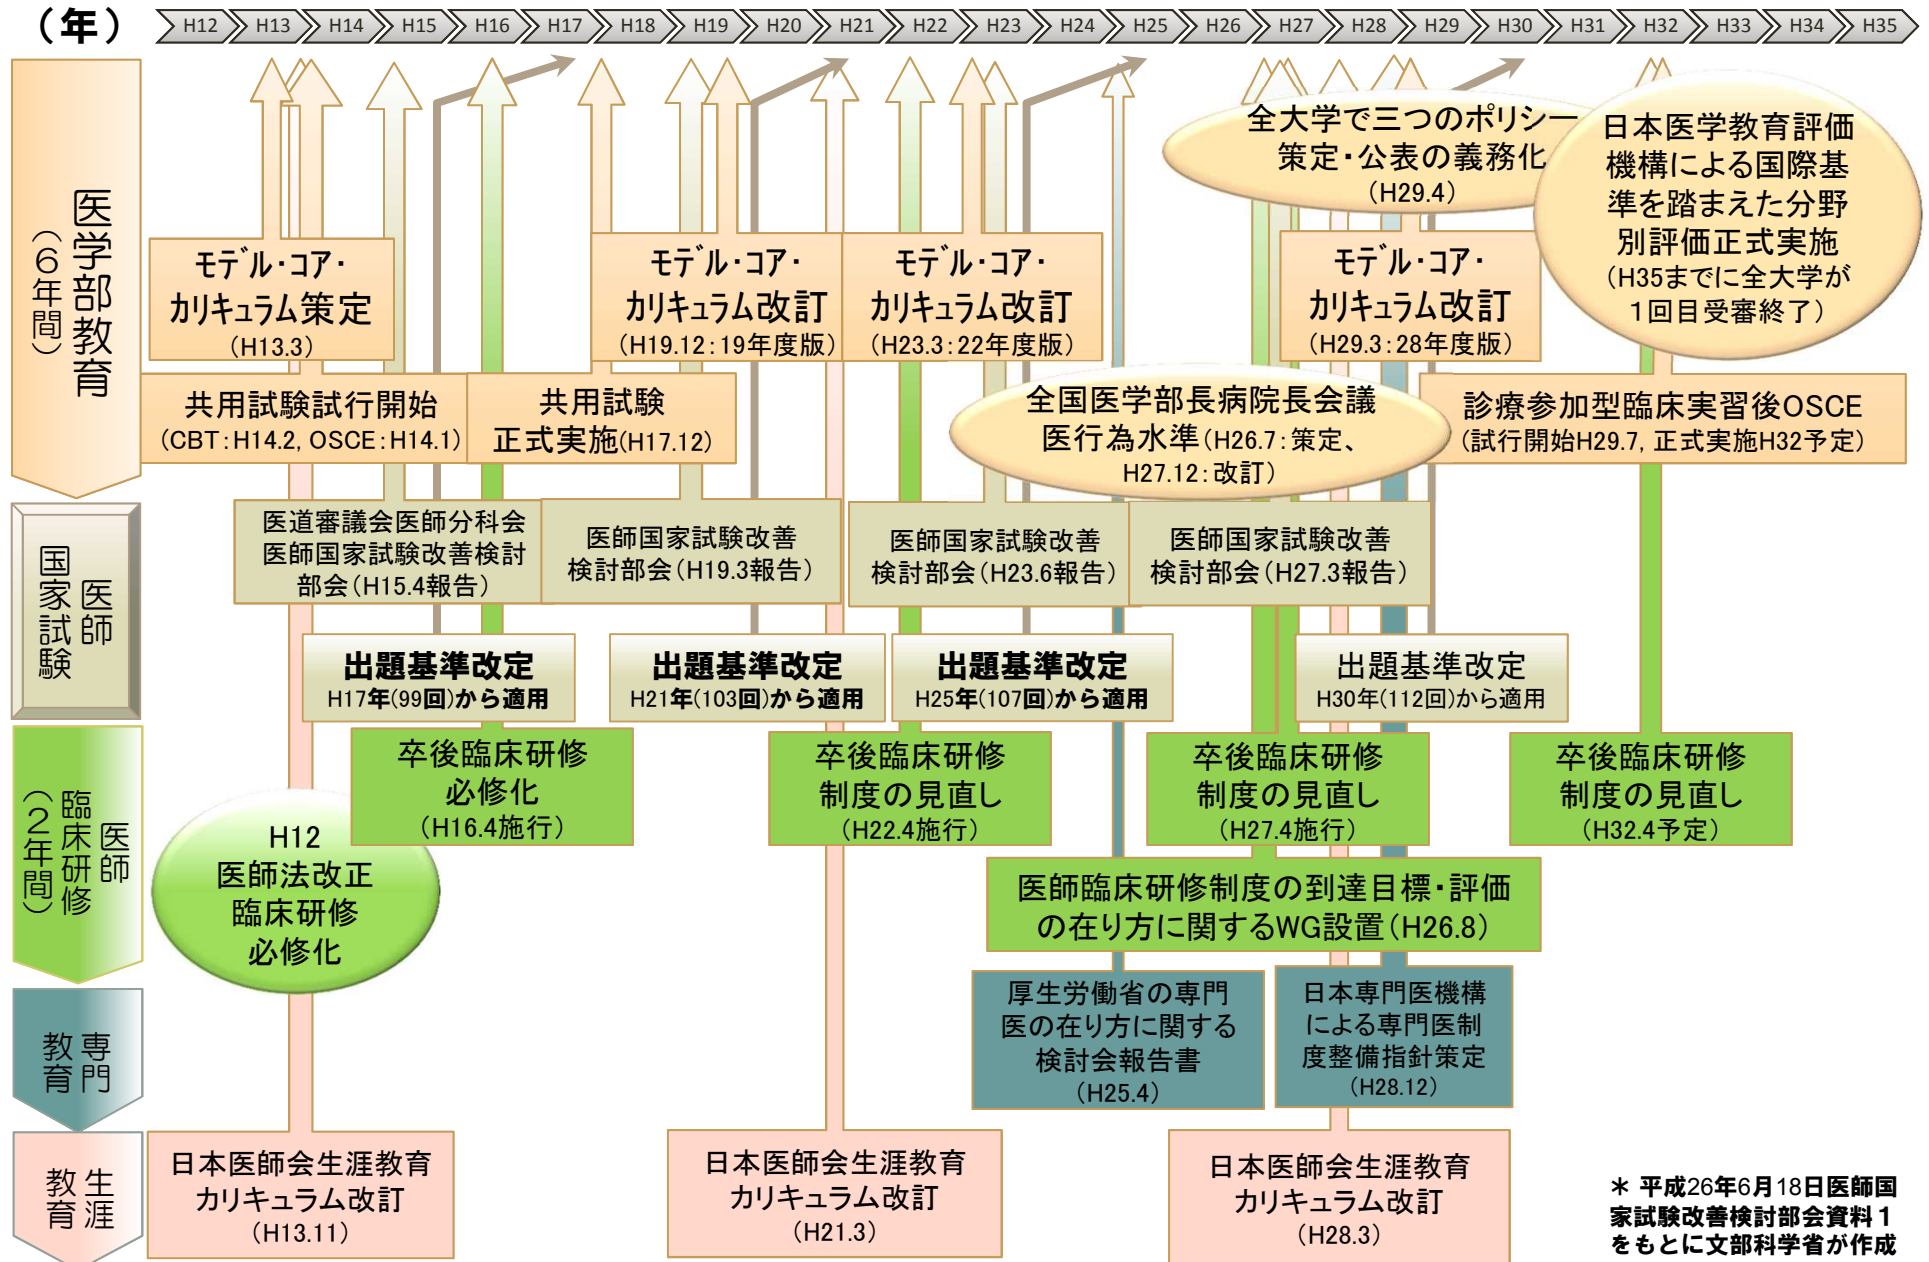 （年）
H12 H13 H14 H15 H16 H17 H18 H19 H20 H21 H22 H23 H24 H25 H26 H27 H28 H29 H30 H31 H32 H33 H34 H35
医学部教育
（６年間）
全大学で三つのポリシー
策定・公表の義務化
（H29.4）
日本医学教育評価
機構による国際基
準を踏まえた分野
別評価正式実施
（H35までに全大学が
１回目受審終了）
モデル・コア・
カリキュラム策定
（H13.3）
モデル・コア・
カリキュラム改訂
（H19.12：19年度版）
モデル・コア・
カリキュラム改訂
（H23.3：22年度版）
モデル・コア・
カリキュラム改訂
（H29.3：28年度版）
共用試験試行開始
（CBT：H14.2, OSCE：H14.1）
共用試験
正式実施（H17.12）
全国医学部長病院長会議
医行為水準（H26.7：策定、
H27.12：改訂）
診療参加型臨床実習後OSCE
（試行開始H29.7, 正式実施H32予定）
医師
国家試験
医道審議会医師分科会
医師国家試験改善検討
部会（H15.4報告）
医師国家試験改善
検討部会（H19.3報告）
医師国家試験改善
検討部会（H23.6報告）
医師国家試験改善
検討部会（H27.3報告）
出題基準改定
H17年(99回)から適用
出題基準改定
H21年(103回)から適用
出題基準改定
H25年(107回)から適用
出題基準改定
H30年(112回)から適用
医師
臨床研修
（２年間）
卒後臨床研修
必修化
（H16.4施行）
卒後臨床研修
制度の見直し
（H22.4施行）
卒後臨床研修
制度の見直し
（H27.4施行）
卒後臨床研修
制度の見直し
（H32.4予定）
H12
医師法改正
臨床研修
必修化
医師臨床研修制度の到達目標・評価
の在り方に関するWG設置（H26.8）
専門
教育
厚生労働省の専門
医の在り方に関する
検討会報告書
（H25.4）
日本専門医機構
による専門医制
度整備指針策定
（H28.12）
生涯
教育
日本医師会生涯教育
カリキュラム改訂
（H13.11）
日本医師会生涯教育
カリキュラム改訂
（H21.3）
日本医師会生涯教育
カリキュラム改訂
（H28.3）
＊ 平成26年6月18日医師国
家試験改善検討部会資料１
をもとに文部科学省が作成